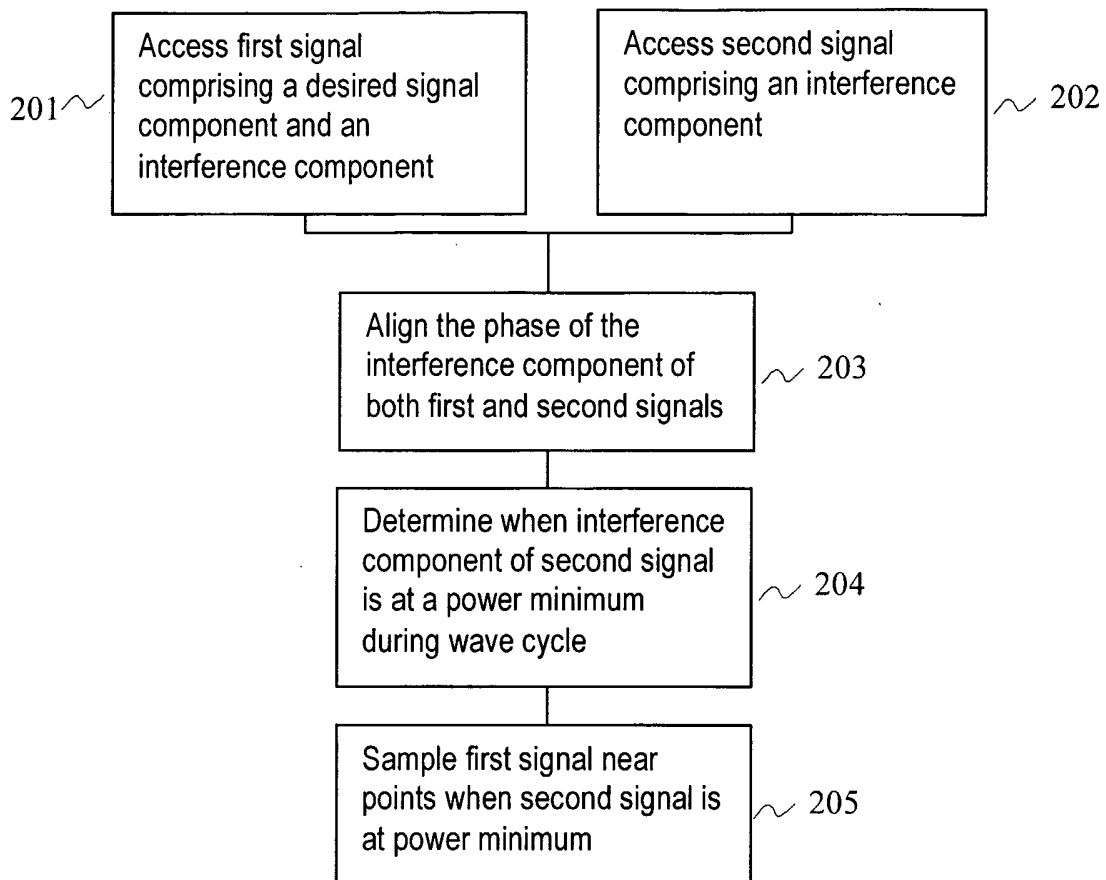 Access first signal
comprising a desired signal
component and an
interference component
201
Access second signal
comprising an interference
component
202
Align the phase of the
interference component of
both first and second signals
203
Determine when interference
component of second signal
is at a power minimum
during wave cycle
204
Sample first signal near
points when second signal is
at power minimum
205